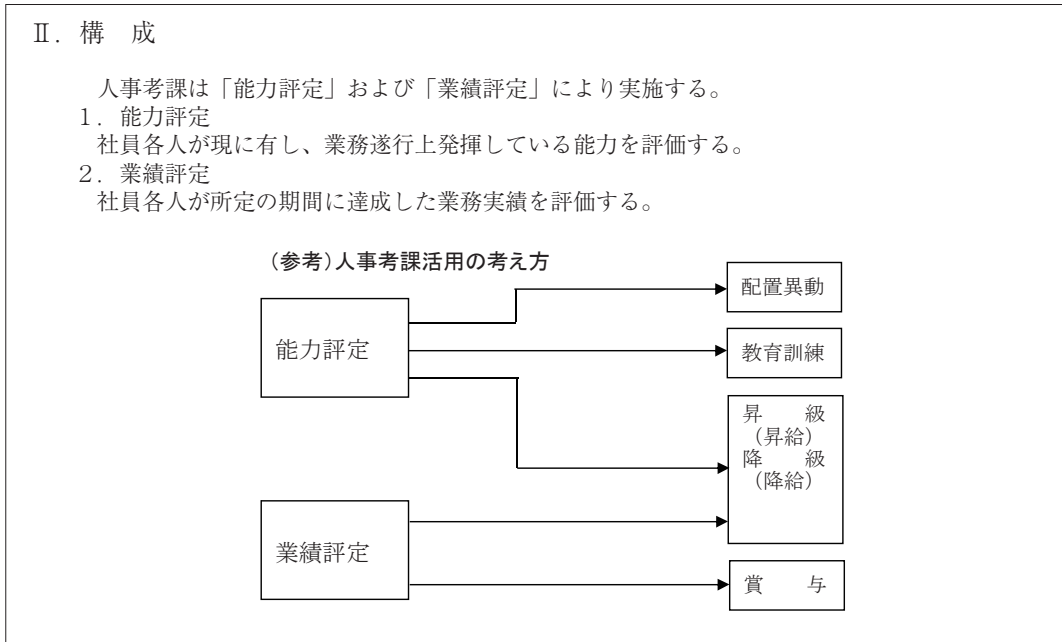 Ⅱ．構　成
人事考課は「能力評定」および「業績評定」により実施する。
１．能力評定
社員各人が現に有し、業務遂行上発揮している能力を評価する。
２．業績評定
社員各人が所定の期間に達成した業務実績を評価する。
（参考）人事考課活用の考え方
能力評定
配置異動
教育訓練
昇　　級
（昇給）
降　　級
（降給）
業績評定
賞　　与